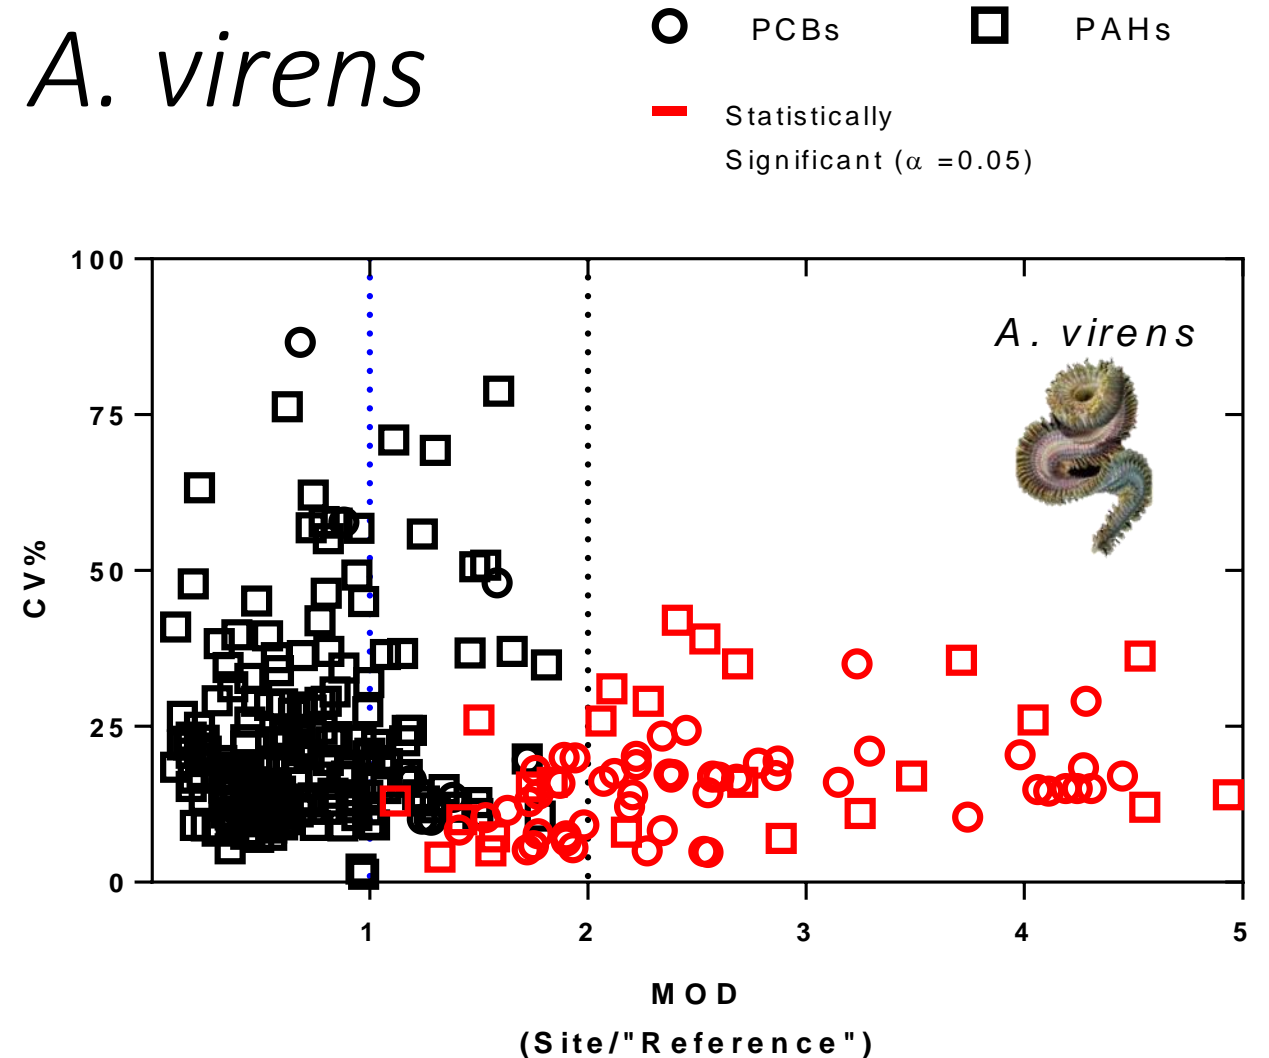 A. virens
PCBs PAHs
Statistically
Significant (α =0.05)
100
75
50
25
0
CV%
A. virens
1 2 3 4 5
MOD
(Site/"Reference")